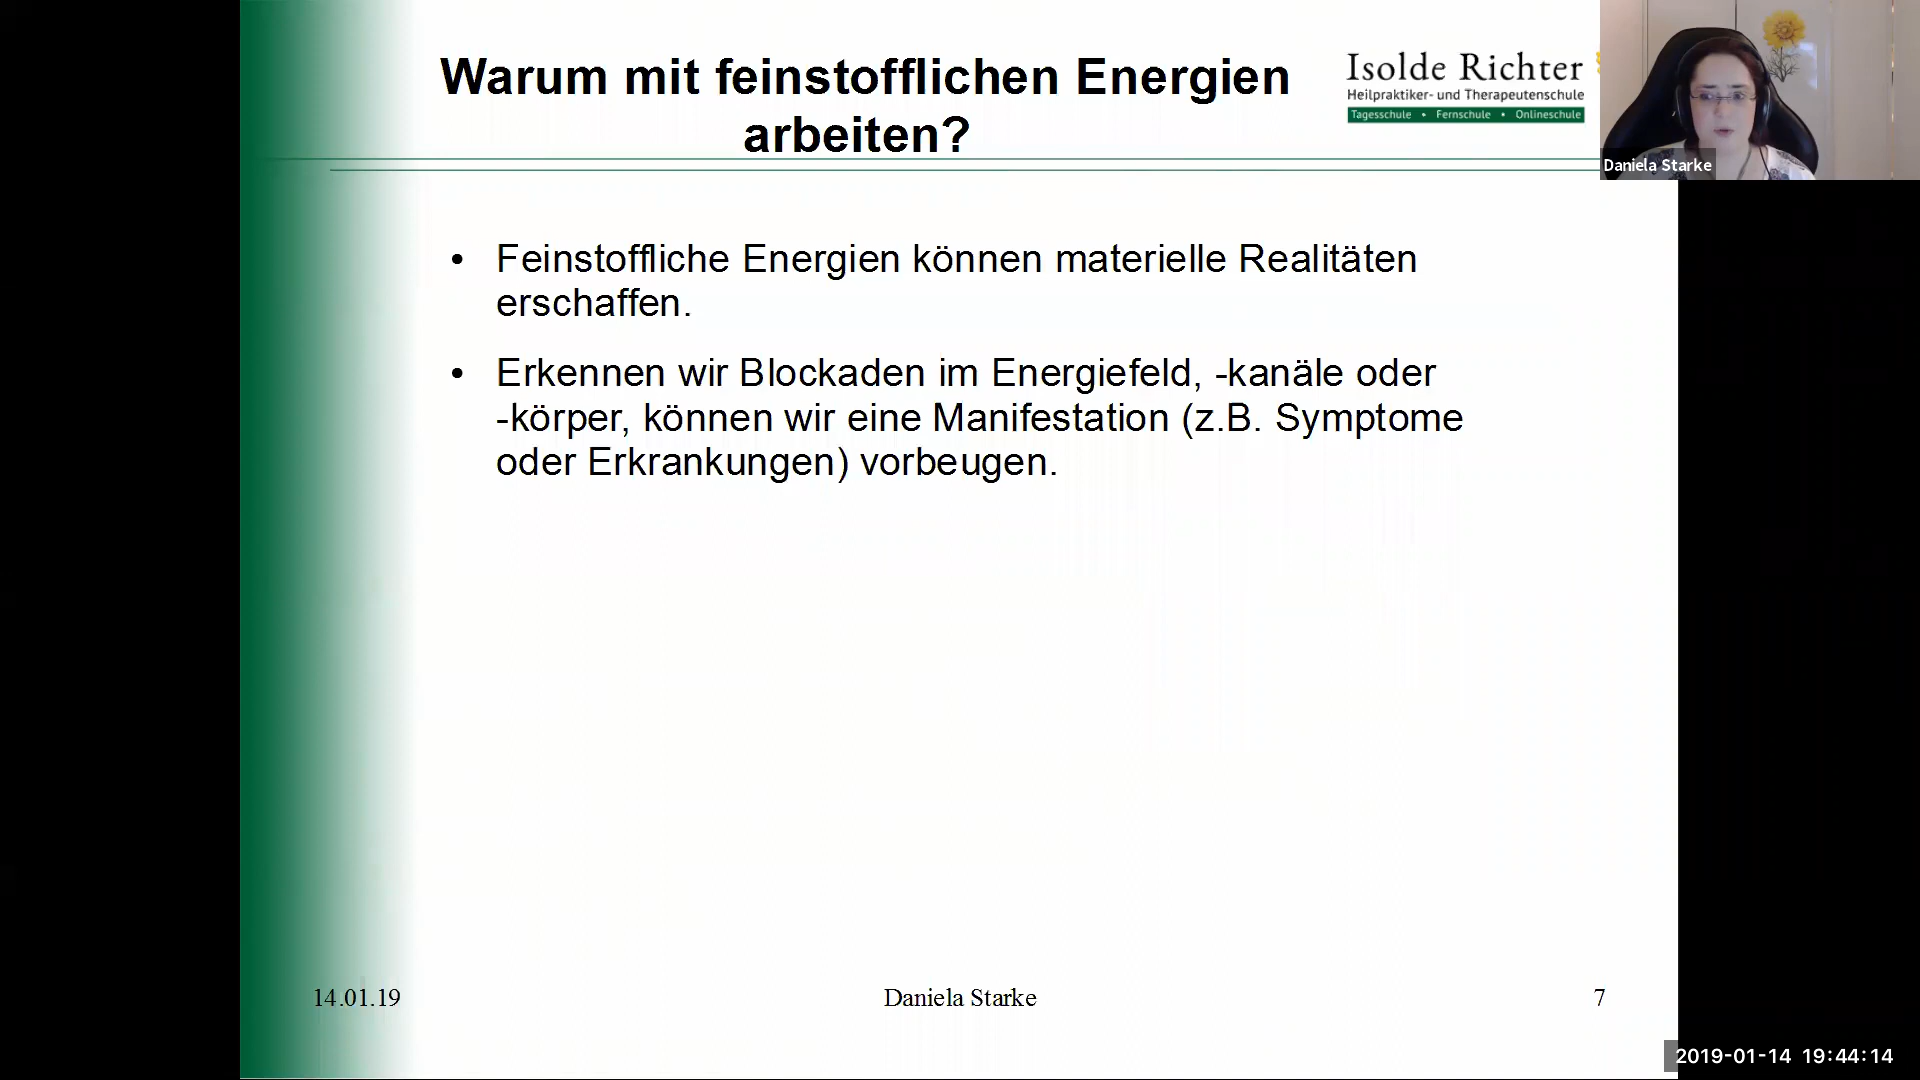 Warum mit feinstofflichen Energien
arbeiten?
Isolde Richter
Heilpraktiker- und Therapeutenschule
Tagesschule • Fernschule • Onlineschule
Daniela Starke
• Feinstoffliche Energien können materielle Realitäten
erschaffen.
• Erkennen wir Blockaden im Energiefeld, -kanäle oder
-körper, können wir eine Manifestation (z.B. Symptome
oder Erkrankungen) vorbeugen.
14.01.19
Daniela Starke
7
2019-01-14 19:44:14